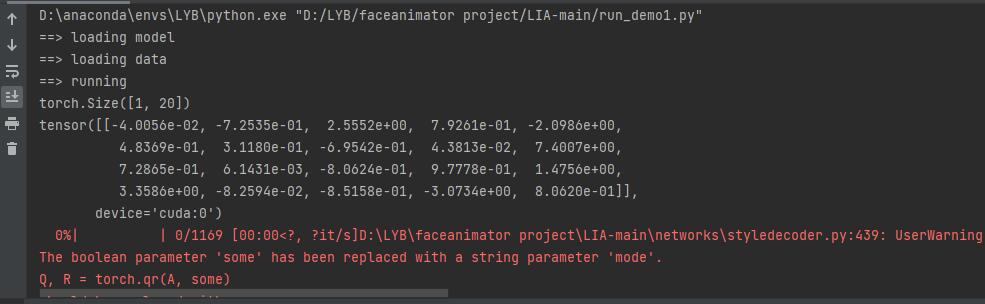 D:\anaconda\envs\LYB\python.exe "D:/LYB/faceanimator project/LIA-main/run_demo1.py"
==> loading model
==> loading data
==> running
torch.Size([1, 20])
tensor([[-4.0056e-02, -7.2535e-01,  2.5552e+00,  7.9261e-01, -2.0986e+00,
          4.8369e-01,  3.1180e-01, -6.9542e-01,  4.3813e-02,  7.4007e+00,
          7.2865e-01,  6.1431e-03, -8.0624e-01,  9.7778e-01,  1.4756e+00,
          3.3586e+00, -8.2594e-02, -8.5158e-01, -3.0734e+00,  8.0620e-01]],
       device='cuda:0')
  0%|          | 0/1169 [00:00<?, ?it/s]D:\LYB\faceanimator project\LIA-main\networks\styledecoder.py:439: UserWarning
The boolean parameter 'some' has been replaced with a string parameter 'mode'.
Q, R = torch.qr(A, some)